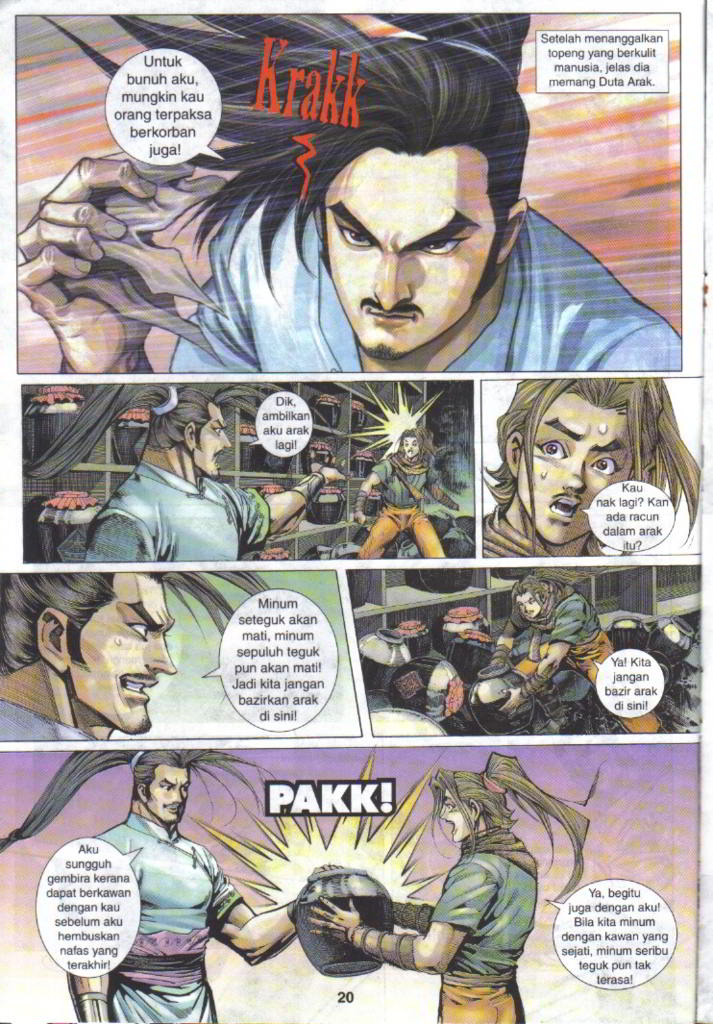 Setelah menanggalkan
topeng yang berkulit
manusia, jelas dia
memang Duta Arak.
Untuk
bunuh aku,
mungkin kau
orang terpaksa
berkorban
juga!
Krakk
Dik,
ambilkan
aku arak
lagi!
Kau
nak lagi? Kan
ada racun
dalam arak
itu?
Minum
seteguk akan
mati, minum
sepuluh teguk
pun akan mati!
Jadi kita jangan
bazirkan arak
di sini!
Ya! Kita
jangan
bazir arak
di sini!
PAKK!
Aku
sungguh
gembira kerana
dapat berkawan
dengan kau
sebelum aku
hembuskan
nafas yang
terakhir!
Ya, begitu
juga dengan aku!
Bila kita minum
dengan kawan yang
sejati, minum seribu
teguk pun tak
terasa!
20